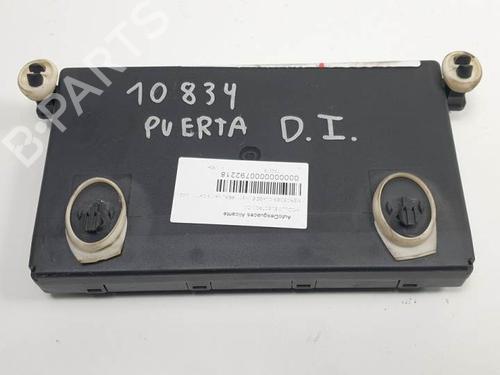 B-PARTS
10834
PUERTA D.I.
AutoDesguaces Alicante
000000000000792218